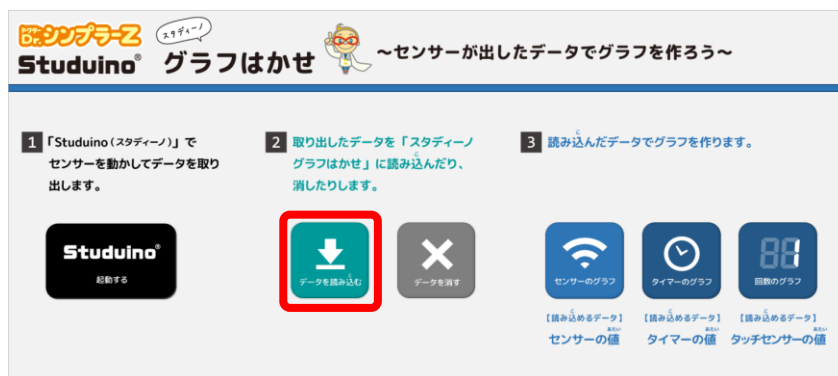 Dr.シンプラーZ
ドクター
スタディーノ
Studuino® グラフはかせ ～センサーが出したデータでグラフを作ろう～
1 「Studuino(スタディーノ)」で
センサーを動かしてデータを取り
出します。
Studuino®
起動する
2 取り出したデータを「スタディーノ
グラフはかせ」に読み込んだり、
消したりします。
データを読み込む
データを消す
3 読み込んだデータでグラフを作ります。
センサーのグラフ
タイマーのグラフ
回数のグラフ
【読み込めるデータ】
センサーの値
【読み込めるデータ】
タイマーの値
【読み込めるデータ】
タッチセンサーの値